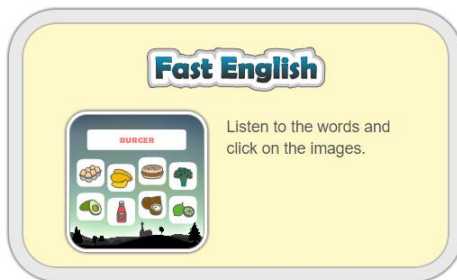 Fast English
BURGER
Listen to the words and
click on the images.